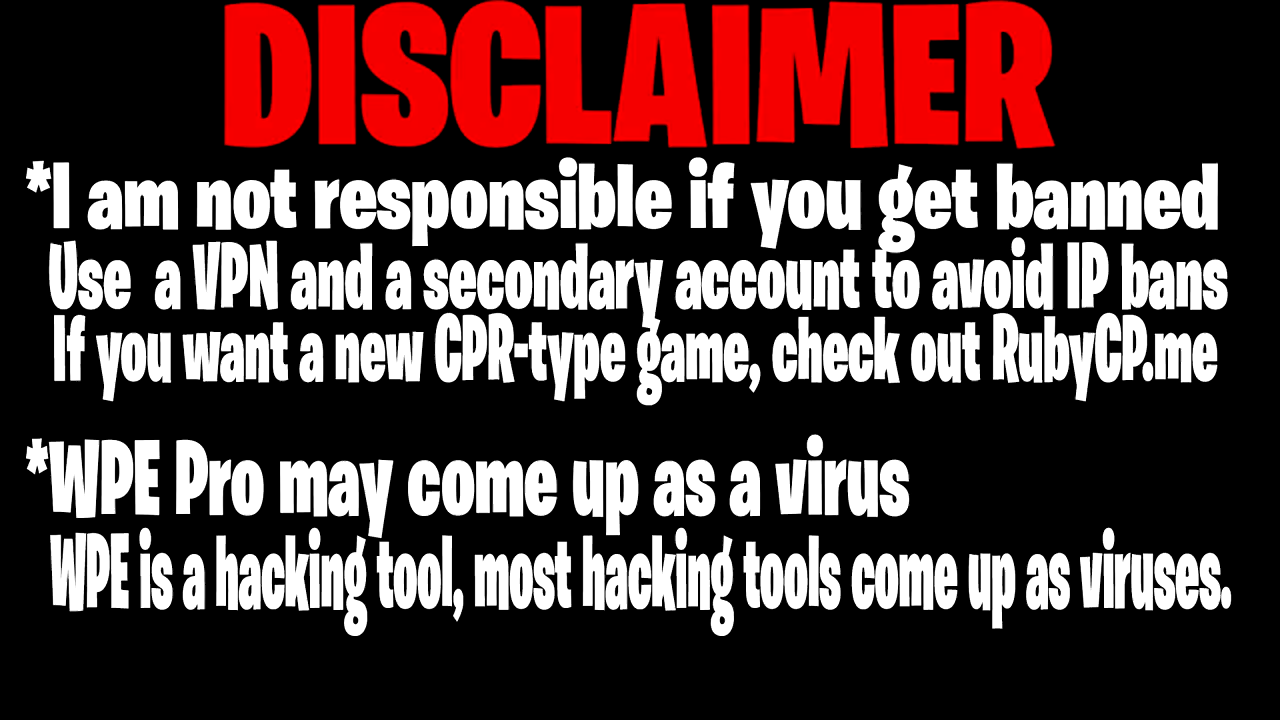 DISCLAIMER
*I am not responsible if you get banned
Use a VPN and a secondary account to avoid IP bans
If you want a new CPR-type game, check out RubyCP.me
*WPE Pro may come up as a virus
WPE is a hacking tool, most hacking tools come up as viruses.